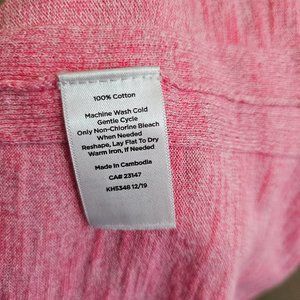 100% Cotton
Machine Wash Cold
Gentle Cycle
Only Non-Chlorine Bleach
When Needed
Reshape, Lay Flat To Dry
Warm Iron, If Needed
Made In Cambodia
CA# 23147
KH5348 12/19